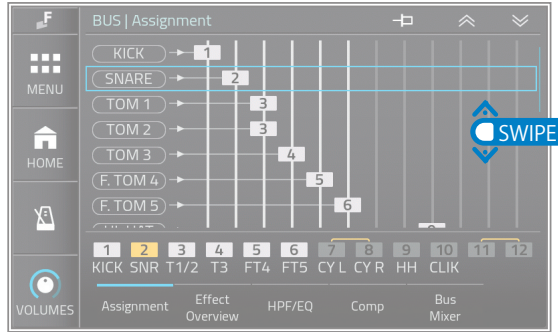 F
BUS | Assignment
MENU
HOME
VOLUMES
KICK 1
SNARE 2
TOM 1 3
TOM 2 3
TOM 3 4
F. TOM 4 5
F. TOM 5 6
SWIPE
1 2 3 4 5 6 7 8 9 10 11 12
KICK SNR T1/2 T3 FT4 FT5 CY L CY R HH CLIK
Assignment Effect Overview HPF/EQ Comp Bus Mixer